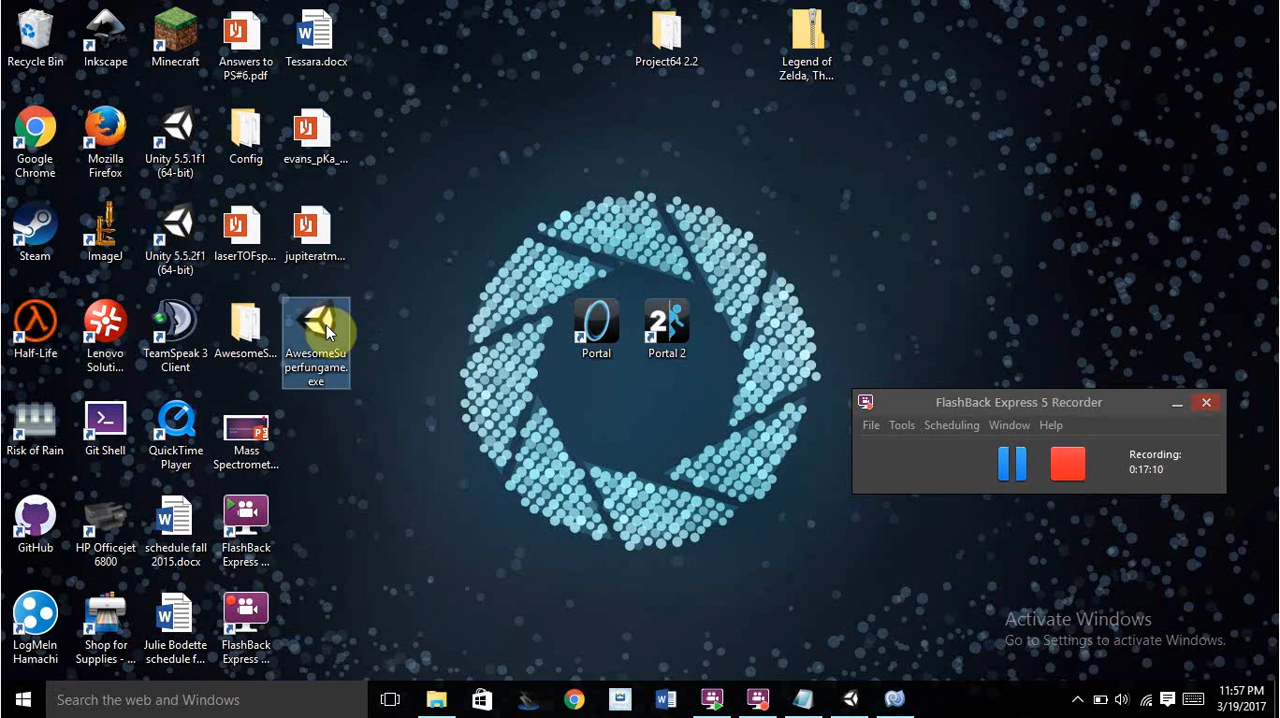 Recycle Bin
Inkscape
Minecraft
Answers to
PS#6.pdf
Tessara.docx
Project64 2.2
Legend of
Zelda, Th...
Google
Chrome
Mozilla
Firefox
Unity 5.5.1f1
(64-bit)
Config
evans_pKa_...
Steam
ImageJ
Unity 5.5.2f1
(64-bit)
laserTOFsp...
jupiteratm...
Half-Life
Lenovo
Soluti...
TeamSpeak 3
Client
AwesomeS...
AwesomeSu
perfungame.
exe
Portal
2
Portal 2
FlashBack Express 5 Recorder
File Tools Scheduling Window Help
Recording:
0:17:10
Risk of Rain
Git Shell
QuickTime
Player
Mass
Spectromet...
GitHub
HP Officejet
6800
schedule fall
2015.docx
FlashBack
Express ...
LogMeIn
Hamachi
Shop for
Supplies - ...
Julie Bodette
schedule f...
FlashBack
Express ...
Activate Windows
Go to Settings to activate Windows.
Search the web and Windows
11:57 PM
3/19/2017